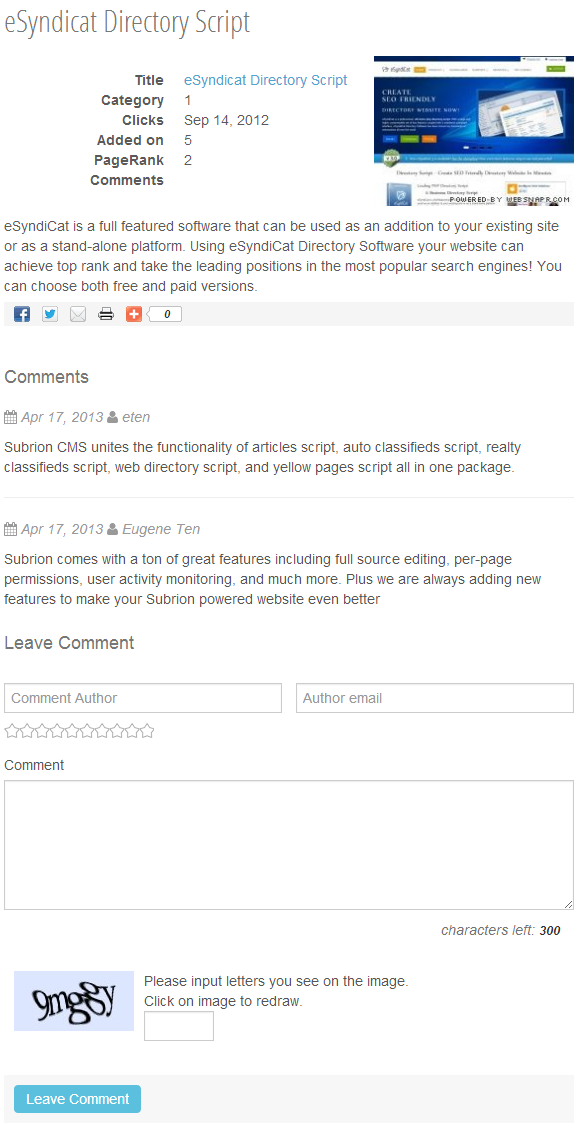 eSyndicat Directory Script
Title eSyndicat Directory Script
Category 1
Clicks Sep 14, 2012
Added on 5
PageRank 2
Comments
eSyndiCat
CREATE
SEO FRIENDLY
DIRECTORY WEBSITE NOW!
Directory Script - Create SEO Friendly Directory Website In Minutes
POWERED BY WEBSNAPR.COM
eSyndiCat is a full featured software that can be used as an addition to your existing site
or as a stand-alone platform. Using eSyndiCat Directory Software your website can
achieve top rank and take the leading positions in the most popular search engines! You
can choose both free and paid versions.
0
Comments
Apr 17, 2013 eten
Subrion CMS unites the functionality of articles script, auto classifieds script, realty
classifieds script, web directory script, and yellow pages script all in one package.
Apr 17, 2013 Eugene Ten
Subrion comes with a ton of great features including full source editing, per-page
permissions, user activity monitoring, and much more. Plus we are always adding new
features to make your Subrion powered website even better
Leave Comment
Comment Author Author email
Comment
characters left: 300
Please input letters you see on the image.
Click on image to redraw.
Leave Comment